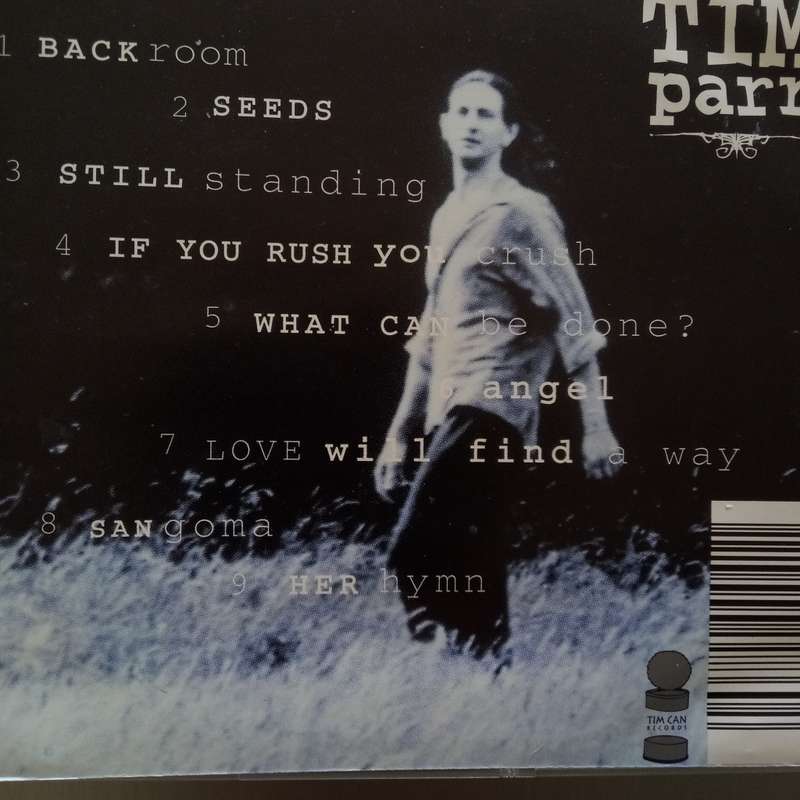 TIM
parr
1 BACKroom
2 SEEDS
3 STILL standing
4 IF YOU RUSH YOU crush
5 WHAT CAN be done?
6 angel
7 LOVE will find a way
8 SANgoma
9 HER hymn
TIM CAN
RECORDS